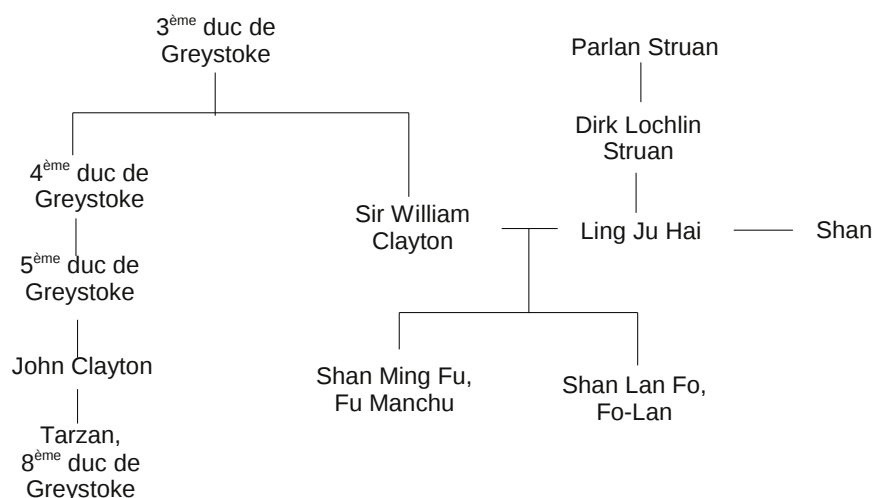 3ème duc de
Greystoke
Parlan Struan
Dirk Lochlin
Struan
4ème duc de
Greystoke
Sir William
Clayton
Ling Ju Hai
Shan
5ème duc de
Greystoke
John Clayton
Shan Ming Fu,
Fu Manchu
Shan Lan Fo,
Fo-Lan
Tarzan,
8ème duc de
Greystoke